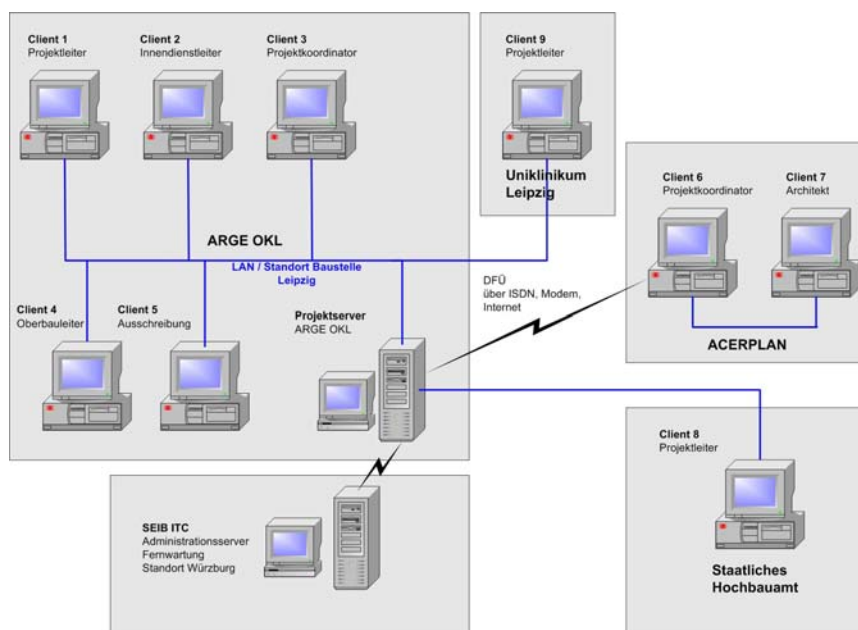 Client 1
Projektleiter
Client 2
Innendienstleiter
Client 3
Projektkoordinator
Client 9
Projektleiter
Uniklinikum
Leipzig
Client 6
Projektkoordinator
Client 7
Architekt
ACERPLAN
ARGE OKL
LAN / Standort Baustelle
Leipzig
DFÜ
über ISDN, Modem,
Internet
Client 4
Oberbauleiter
Client 5
Ausschreibung
Projektserver
ARGE OKL
Client 8
Projektleiter
Staatliches
Hochbauamt
SEIB ITC
Administrationsserver
Fernwartung
Standort Würzburg